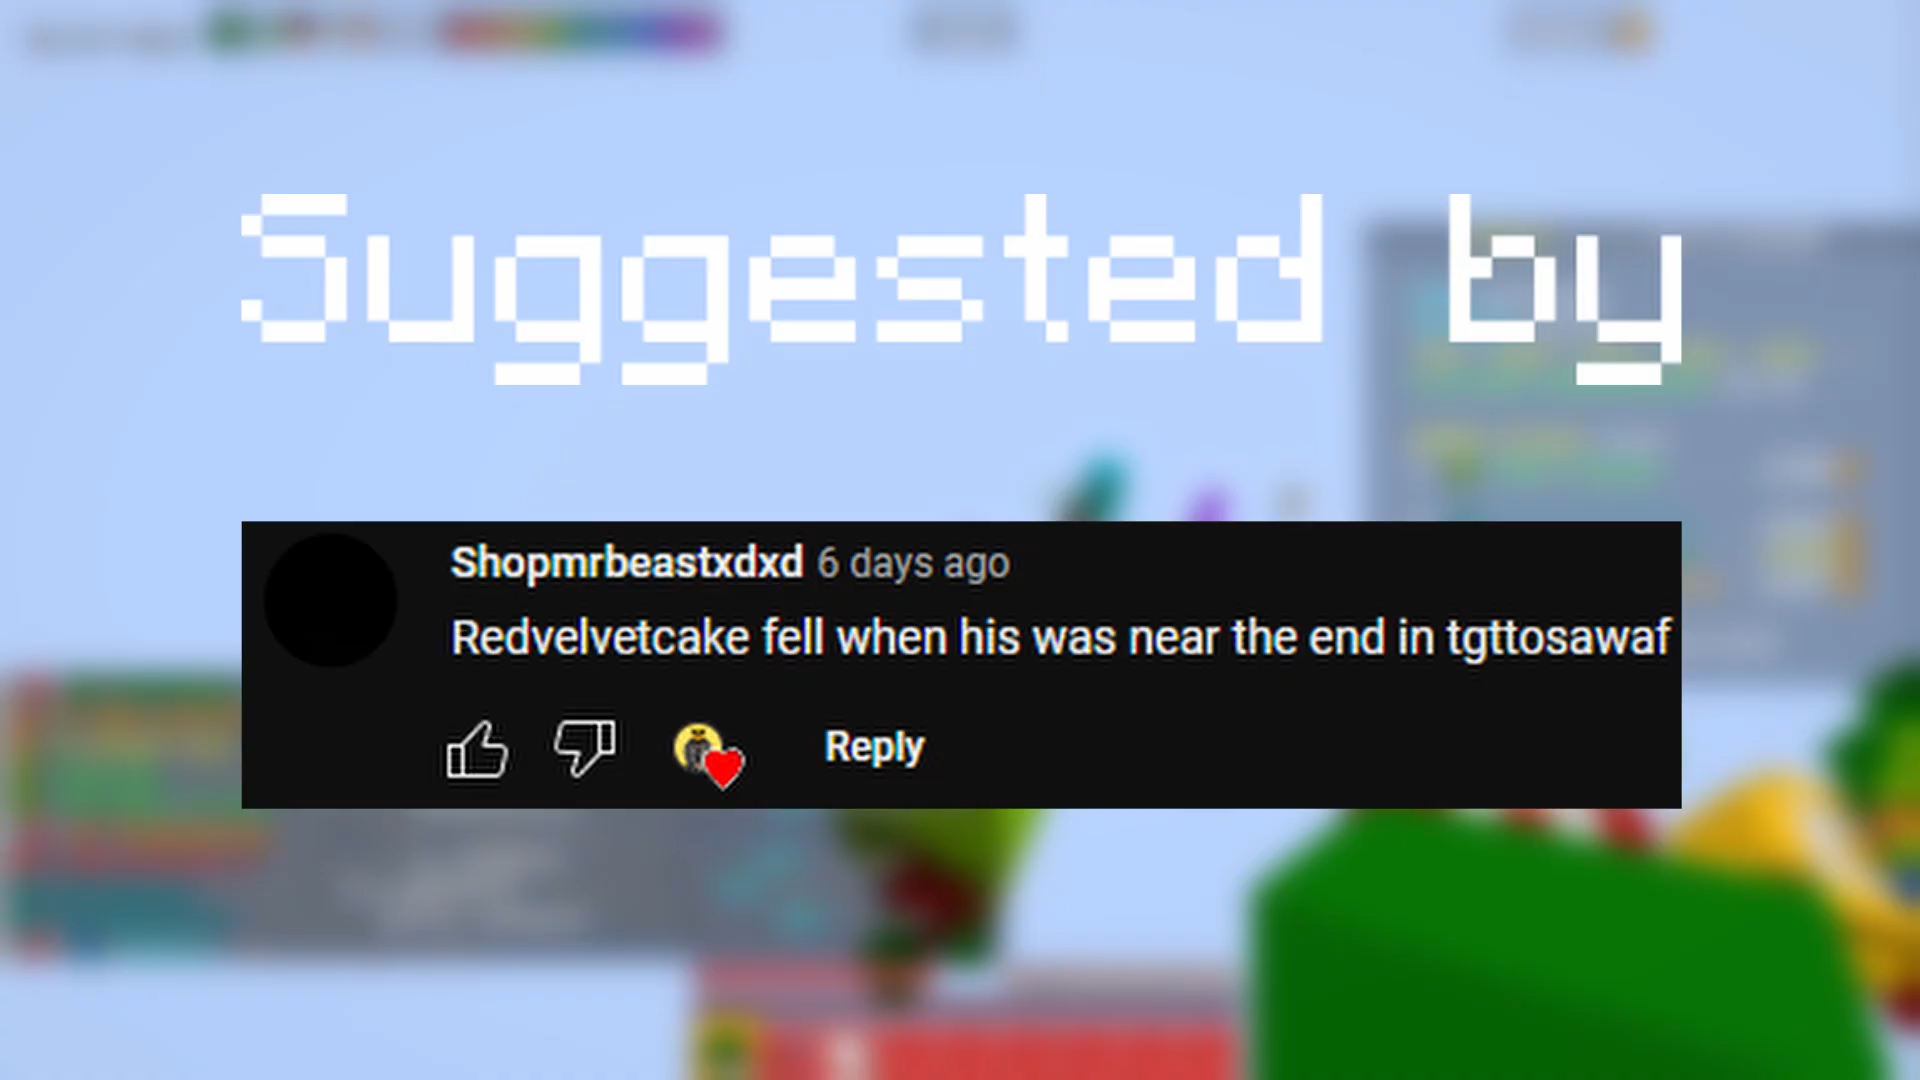 Suggested by
Shopmrbeastxdxd 6 days ago
Redvelvetcake fell when his was near the end in tgttosawaf
Reply